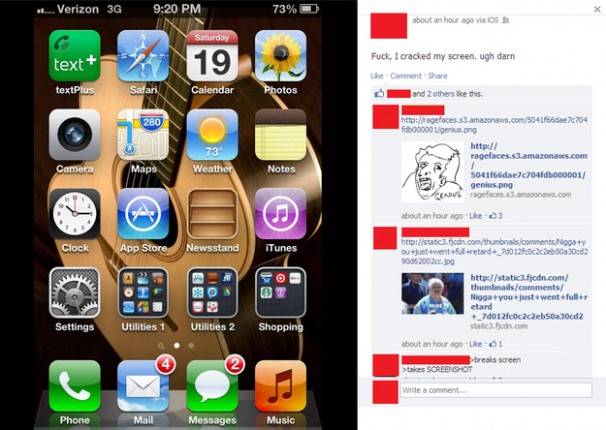 Verizon 3G 9:20 PM 73%
text+ Saturday 19
textPlus Safari Calendar Photos
280 73°
Camera Maps Weather Notes
Clock App Store Newsstand iTunes
Settings Utilities 1 Utilities 2 Shopping
4 2
Phone Mail Messages Music
about an hour ago via iOS
Fuck, I cracked my screen. ugh darn
Like · Comment · Share
and 2 others like this.
http://ragefaces.s3.amazonaws.com/5041f66dae7c704
fdb000001/genius.png
GENIUS
http://
ragefaces.s3.amazonaws.com
/
5041f66dae7c704fdb000001/
genius.png
ragefaces.s3.amazonaws.com
about an hour ago · Like · 3
http://static3.fjcdn.com/thumbnails/comments/Nigga+y
ou+just+went+full+retard+_7d012fc0c2c2eb50a30cd2
90d62002cc.jpg
http://static3.fjcdn.com/
thumbnails/comments/
Nigga+you+just+went+full+r
etard
+_7d012fc0c2c2eb50a30cd2
static3.fjcdn.com
about an hour ago · Like · 1
>breaks screen
>takes SCREENSHOT
Write a comment...